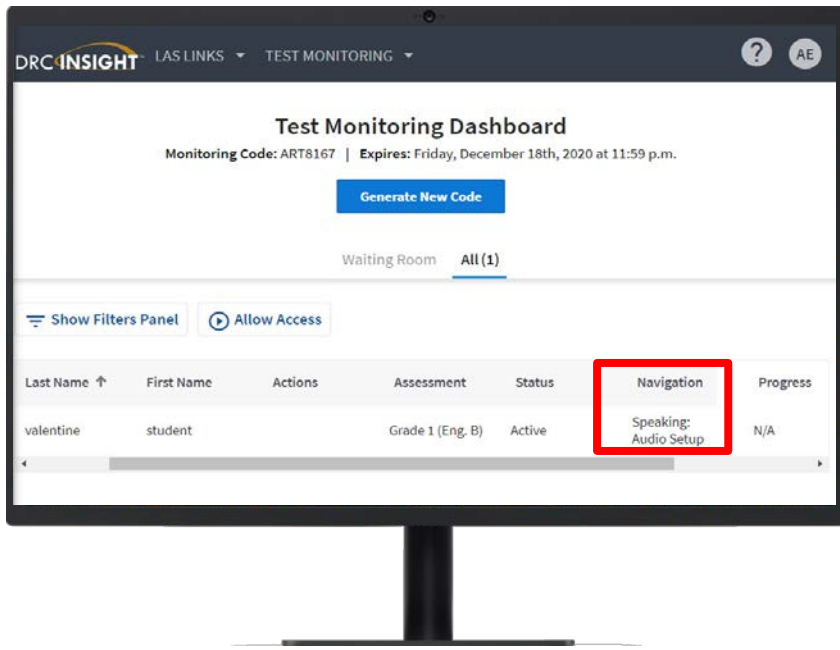 DRC INSIGHT LAS LINKS TEST MONITORING ? AE
Test Monitoring Dashboard
Monitoring Code: ART8167 | Expires: Friday, December 18th, 2020 at 11:59 p.m.
Generate New Code
Waiting Room All (1)
Show Filters Panel Allow Access
Last Name ↑ First Name Actions Assessment Status Navigation Progress
valentine student Grade 1 (Eng. B) Active Speaking: N/A
Audio Setup